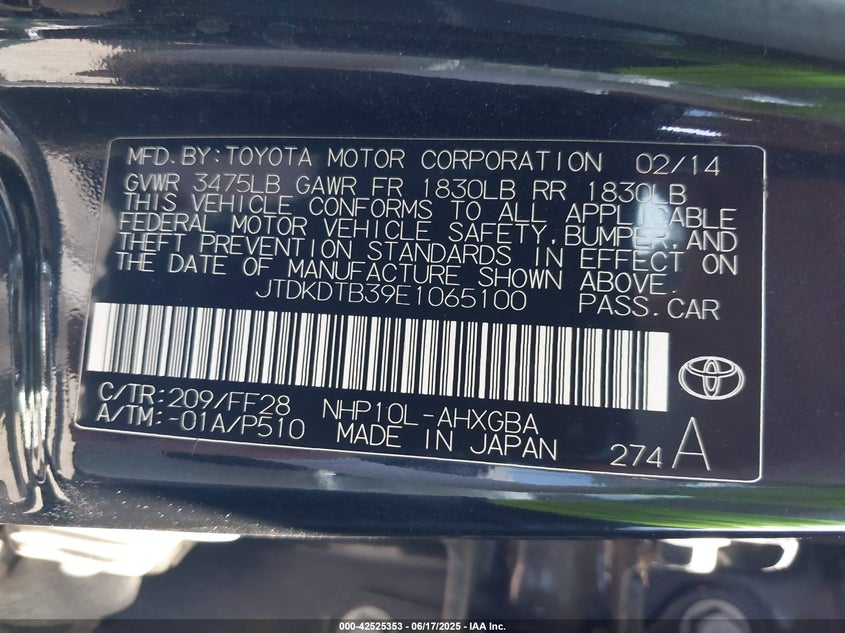 MFD.BY:TOYOTA MOTOR CORPORATION 02/14
GVWR 3475LB GAWR FR 1830LB RR 1830LB
THIS VEHICLE CONFORMS TO ALL APPLICABLE
FEDERAL MOTOR VEHICLE SAFETY,BUMPER,AND
THEFT PREVENTION STANDARDS IN EFFECT ON
THE DATE OF MANUFACTURE SHOWN ABOVE.
JTDKDTB39E1065100 PASS.CAR
C/TR:209/FF28 NHP10L-AHXGBA
A/TM:-01A/P510 MADE IN JAPAN
274 A
000-42525353 - 06/17/2025 - IAA Inc.